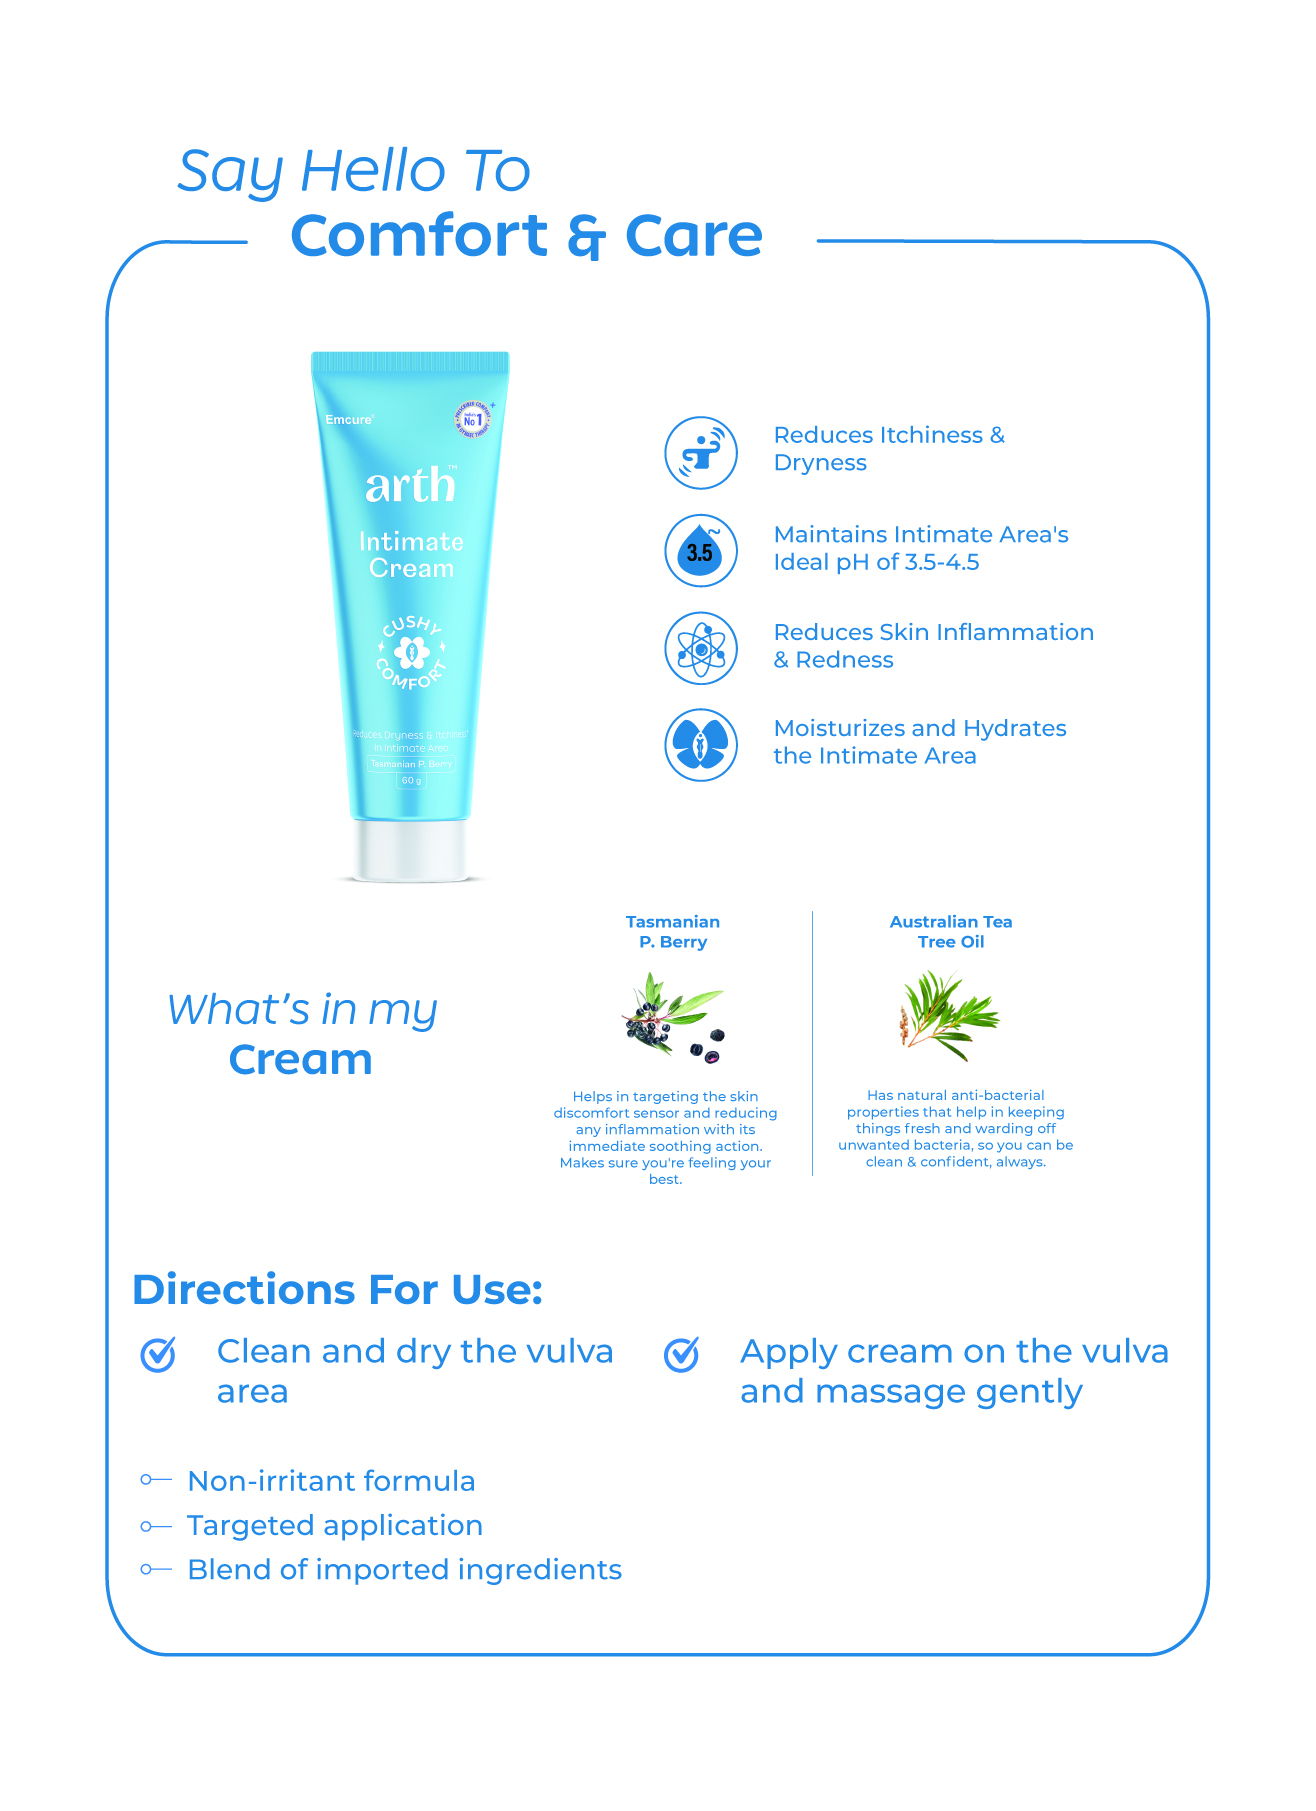 Say Hello To
Comfort & Care
Emcure®
PRESCRIBED COMPANY
India's
No 1
arth™
Intimate
Cream
CUSHY
COMFORT
Reduces Dryness & Itchiness*
in Intimate Area
Tasmanian P. Berry
60 g
Reduces Itchiness &
Dryness
3.5
Maintains Intimate Area's
Ideal pH of 3.5-4.5
Reduces Skin Inflammation
& Redness
Moisturizes and Hydrates
the Intimate Area
What's in my
Cream
Tasmanian
P. Berry
Helps in targeting the skin
discomfort sensor and reducing
any inflammation with its
immediate soothing action.
Makes sure you're feeling your
best.
Australian Tea
Tree Oil
Has natural anti-bacterial
properties that help in keeping
things fresh and warding off
unwanted bacteria, so you can be
clean & confident, always.
Directions For Use:
Clean and dry the vulva
area
Apply cream on the vulva
and massage gently
Non-irritant formula
Targeted application
Blend of imported ingredients